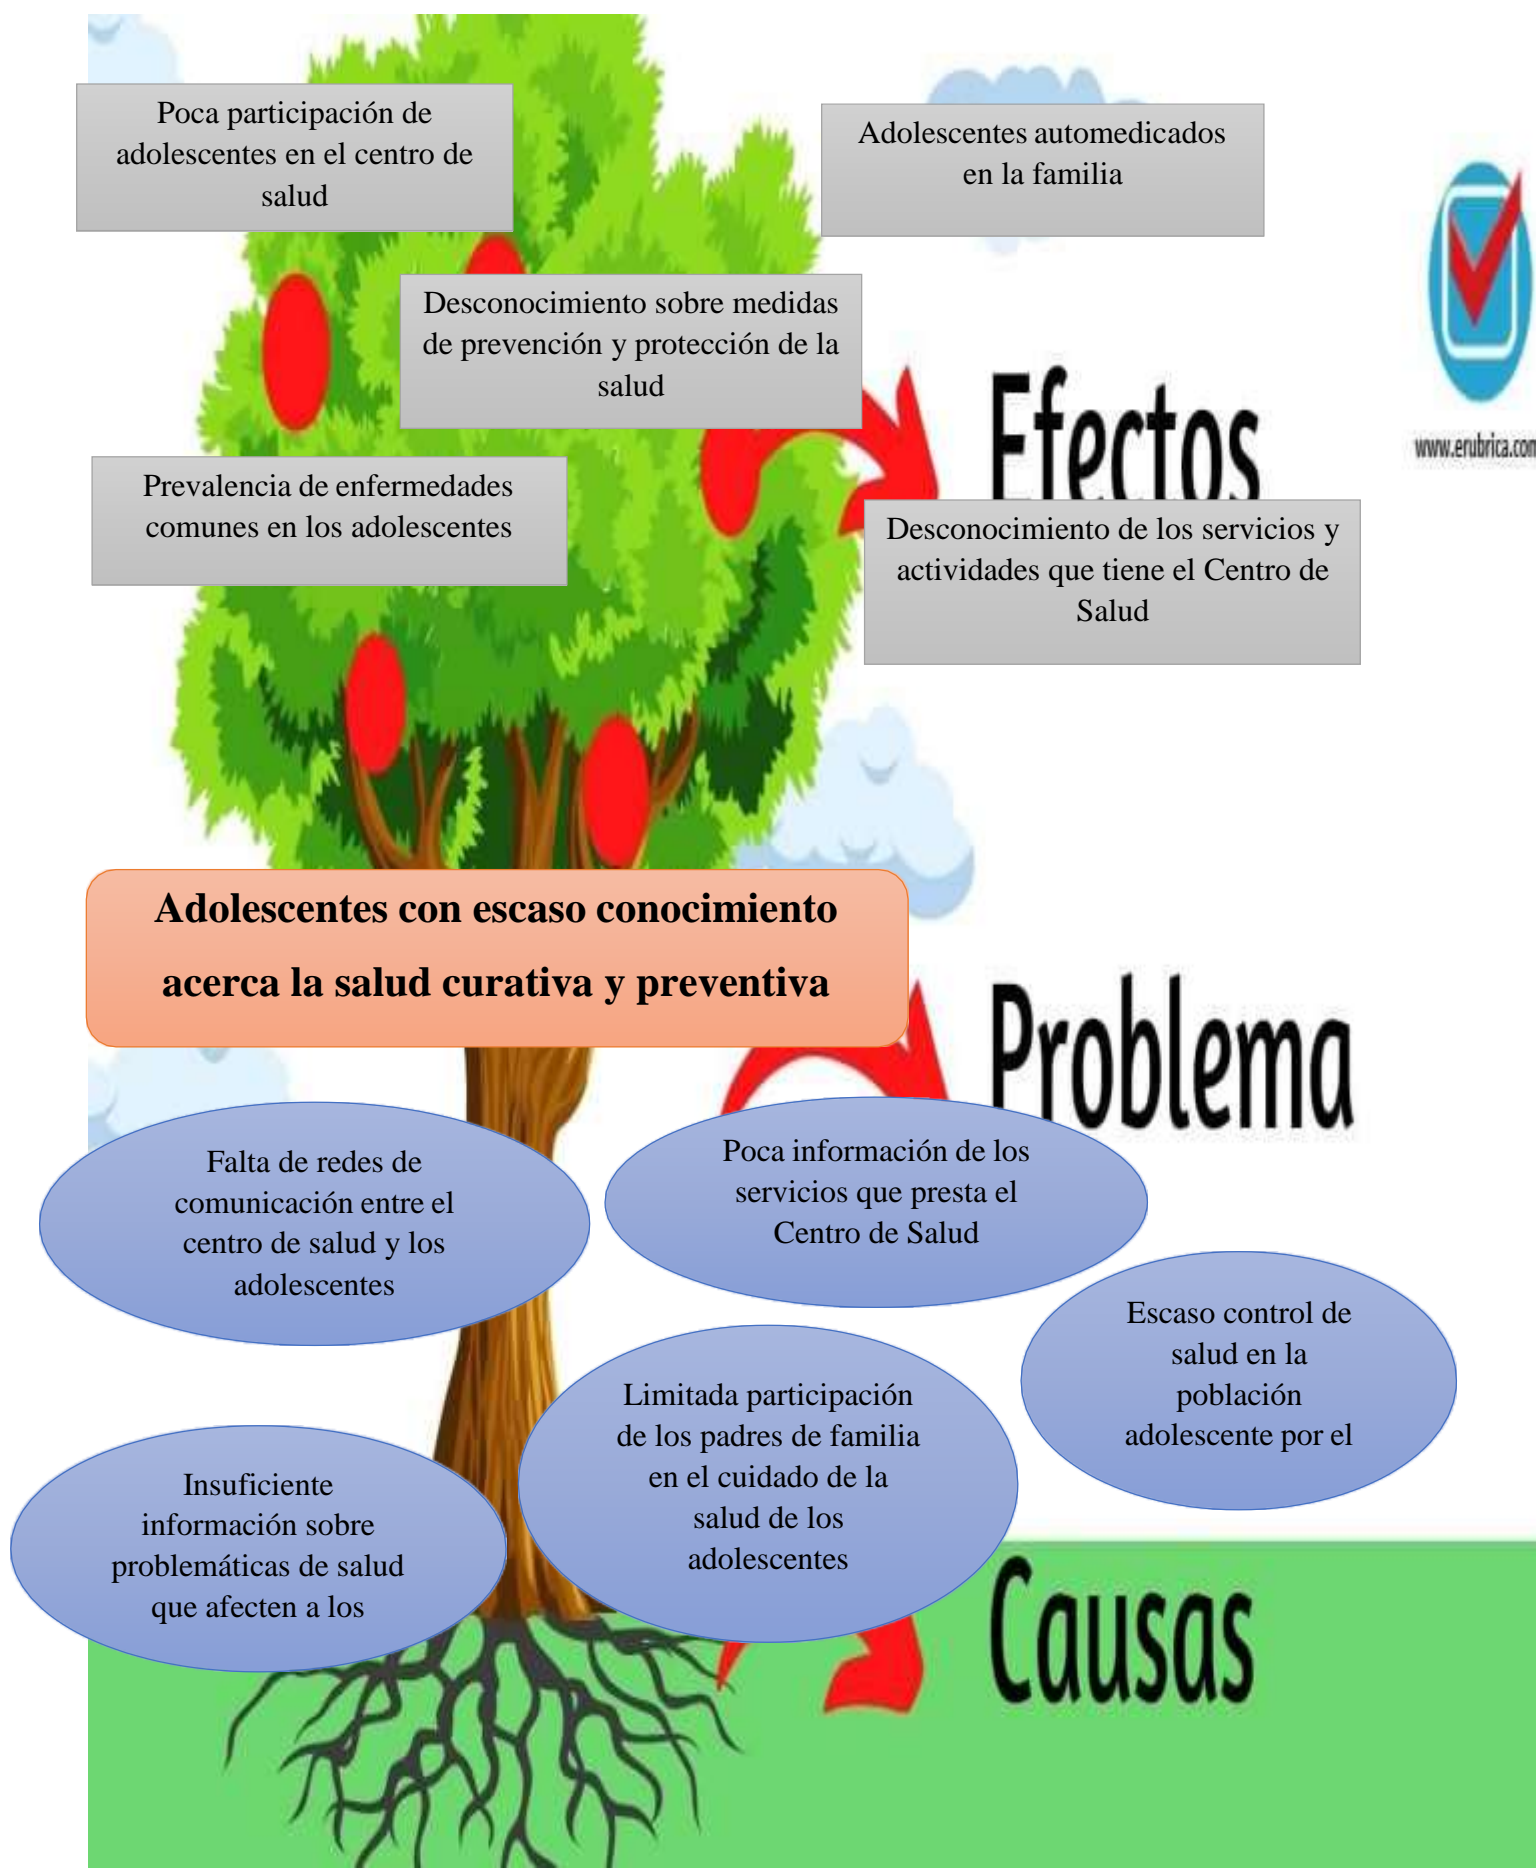 Poca participación de
adolescentes en el centro de
salud
Adolescentes automedicados
en la familia
Desconocimiento sobre medidas
de prevención y protección de la
salud
Efectos
www.erubrica.com
Prevalencia de enfermedades
comunes en los adolescentes
Desconocimiento de los servicios y
actividades que tiene el Centro de
Salud
Adolescentes con escaso conocimiento
acerca la salud curativa y preventiva
Problema
Falta de redes de
comunicación entre el
centro de salud y los
adolescentes
Poca información de los
servicios que presta el
Centro de Salud
Escaso control de
salud en la
población
adolescente por el
Limitada participación
de los padres de familia
en el cuidado de la
salud de los
adolescentes
Insuficiente
información sobre
problemáticas de salud
que afecten a los
Causas